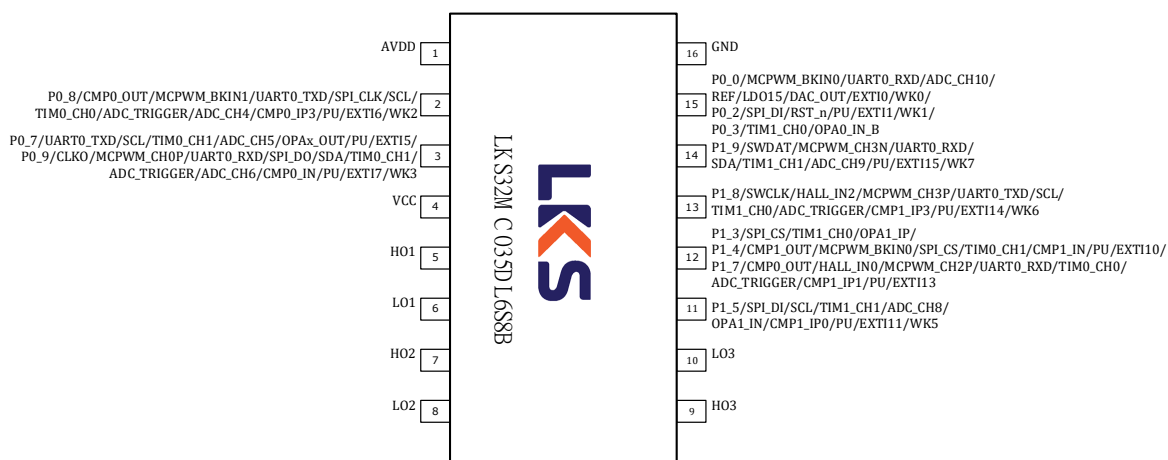 AVDD
1
P0_8/CMP0_OUT/MCPWM_BKIN1/UART0_TXD/SPI_CLK/SCL/
TIM0_CH0/ADC_TRIGGER/ADC_CH4/CMP0_IP3/PU/EXTI6/WK2
2
P0_7/UART0_TXD/SCL/TIM0_CH1/ADC_CH5/OPAx_OUT/PU/EXTI5/
P0_9/CLKO/MCPWM_CH0P/UART0_RXD/SPI_DO/SDA/TIM0_CH1/
ADC_TRIGGER/ADC_CH6/CMP0_IN/PU/EXTI7/WK3
3
VCC
4
HO1
5
LO1
6
HO2
7
LO2
8
LKS32MC035DL6S8B
LKS
16
GND
15
P0_0/MCPWM_BKIN0/UART0_RXD/ADC_CH10/
REF/LDO15/DAC_OUT/EXTI0/WK0/
P0_2/SPI_DI/RST_n/PU/EXTI1/WK1/
P0_3/TIM1_CH0/OPA0_IN_B
14
P1_9/SWDAT/MCPWM_CH3N/UART0_RXD/
SDA/TIM1_CH1/ADC_CH9/PU/EXTI15/WK7
13
P1_8/SWCLK/HALL_IN2/MCPWM_CH3P/UART0_TXD/SCL/
TIM1_CH0/ADC_TRIGGER/CMP1_IP3/PU/EXTI14/WK6
12
P1_3/SPI_CS/TIM1_CH0/OPA1_IP/
P1_4/CMP1_OUT/MCPWM_BKIN0/SPI_CS/TIM0_CH1/CMP1_IN/PU/EXTI10/
P1_7/CMP0_OUT/HALL_IN0/MCPWM_CH2P/UART0_RXD/TIM0_CH0/
ADC_TRIGGER/CMP1_IP1/PU/EXTI13
11
P1_5/SPI_DI/SCL/TIM1_CH1/ADC_CH8/
OPA1_IN/CMP1_IP0/PU/EXTI11/WK5
10
LO3
9
HO3